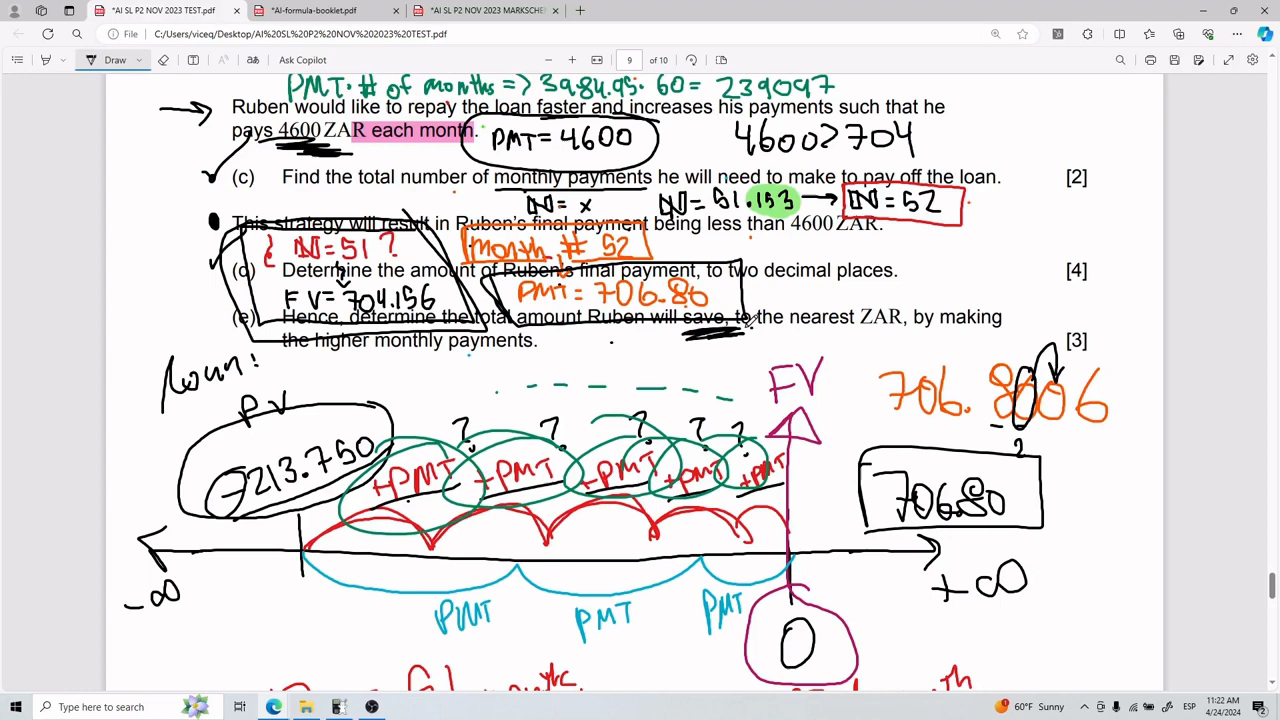 *AI SL P2 NOV 2023 TEST.pdf
*AI-formula-booklet.pdf
*AI SL P2 NOV 2023 MARKSCHE
File
C:/Users/viceq/AI%20SL%20P2%20NOV%202023%20TEST.pdf
Draw
Ask Copilot
9 of 10
PMT· # of months => 3984.95· 60 = 239097
Ruben would like to repay the loan faster and increases his payments such that he
pays 4600 ZAR each month.
PMT = 4600
4600>704
(c) Find the total number of monthly payments he will need to make to pay off the loan. [2]
N = x
N = 51.153 → N = 52
This strategy will result in Ruben's final payment being less than 4600 ZAR.
N = 51 ?
month # 52
(d) Determine the amount of Ruben's final payment, to two decimal places. [4]
FV = 704.156
PMT = 706.80
(e) Hence, determine the total amount Ruben will save, to the nearest ZAR, by making
the higher monthly payments. [3]
Loan:
PV
FV
706.8006
2
213.750
? ? ? ? ?
+PMT +PMT +PMT +PMT +PMT
706.80
-∞
+∞
PMT PMT PMT
0
Type here to search
60°F Sunny
ESP
11:22 AM
4/24/2024